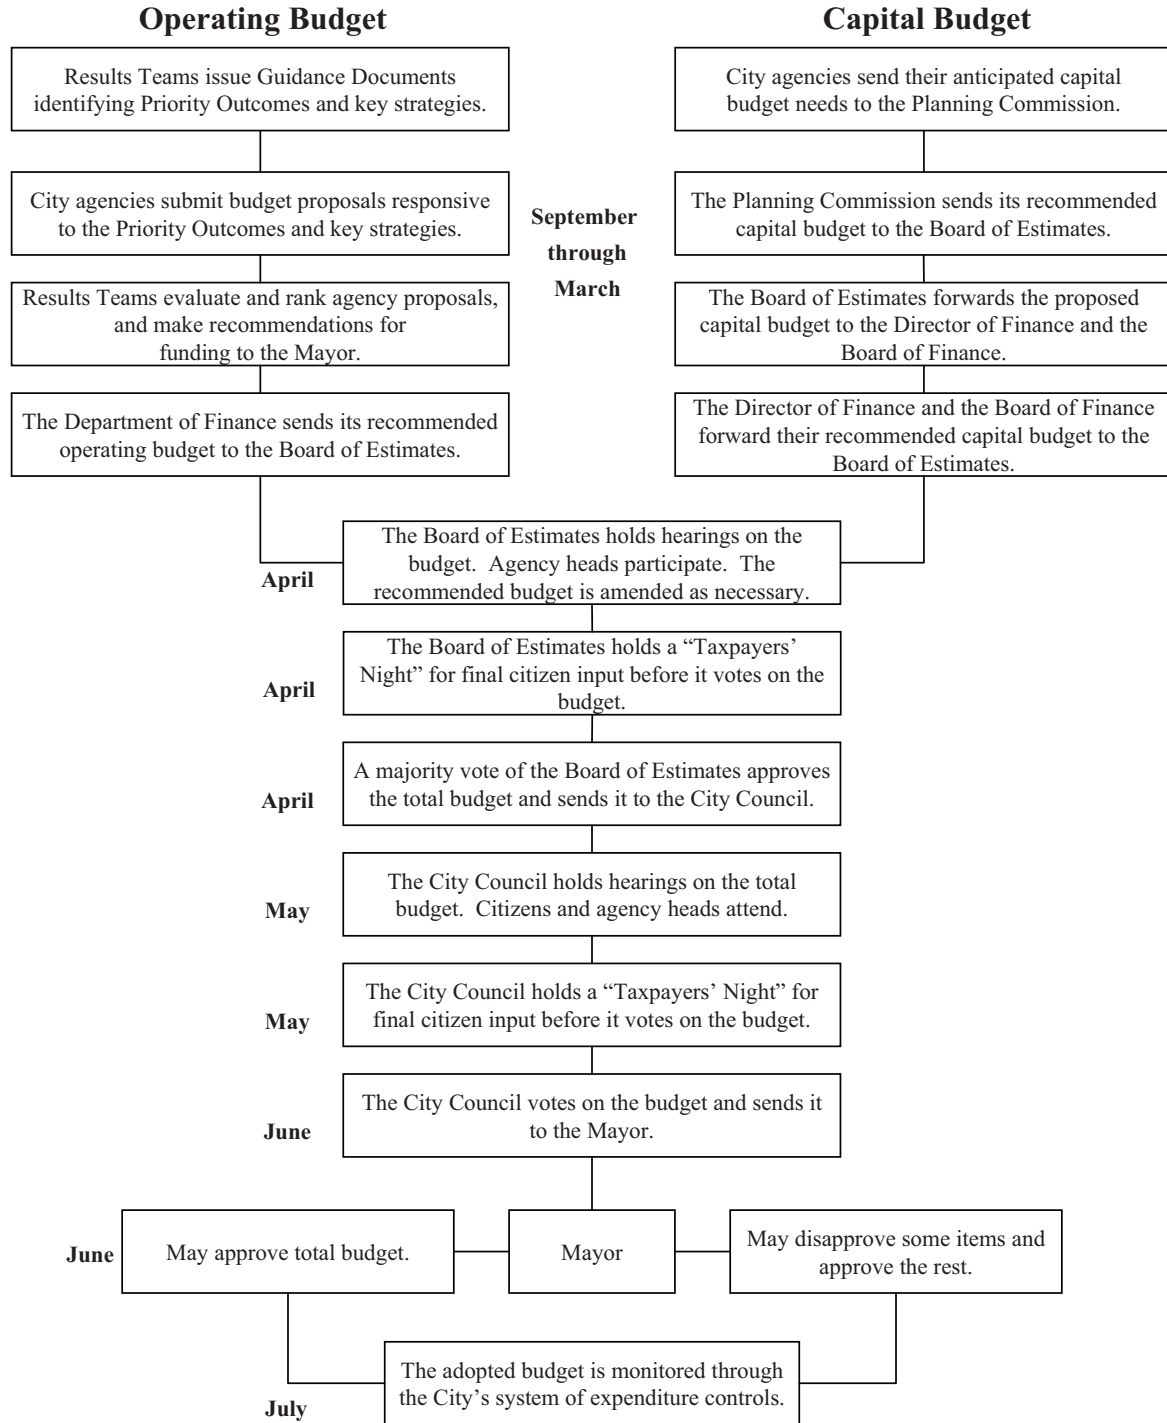 Operating Budget
Capital Budget
Results Teams issue Guidance Documents
identifying Priority Outcomes and key strategies.
City agencies send their anticipated capital
budget needs to the Planning Commission.
City agencies submit budget proposals responsive
to the Priority Outcomes and key strategies.
September
through
March
The Planning Commission sends its recommended
capital budget to the Board of Estimates.
Results Teams evaluate and rank agency proposals,
and make recommendations for
funding to the Mayor.
The Board of Estimates forwards the proposed
capital budget to the Director of Finance and the
Board of Finance.
The Department of Finance sends its recommended
operating budget to the Board of Estimates.
The Director of Finance and the Board of Finance
forward their recommended capital budget to the
Board of Estimates.
April
The Board of Estimates holds hearings on the
budget.  Agency heads participate.  The
recommended budget is amended as necessary.
April
The Board of Estimates holds a “Taxpayers’
Night” for final citizen input before it votes on the
budget.
April
A majority vote of the Board of Estimates approves
the total budget and sends it to the City Council.
May
The City Council holds hearings on the total
budget.  Citizens and agency heads attend.
May
The City Council holds a “Taxpayers’ Night” for
final citizen input before it votes on the budget.
June
The City Council votes on the budget and sends it
to the Mayor.
June
May approve total budget.
Mayor
May disapprove some items and
approve the rest.
July
The adopted budget is monitored through
the City’s system of expenditure controls.